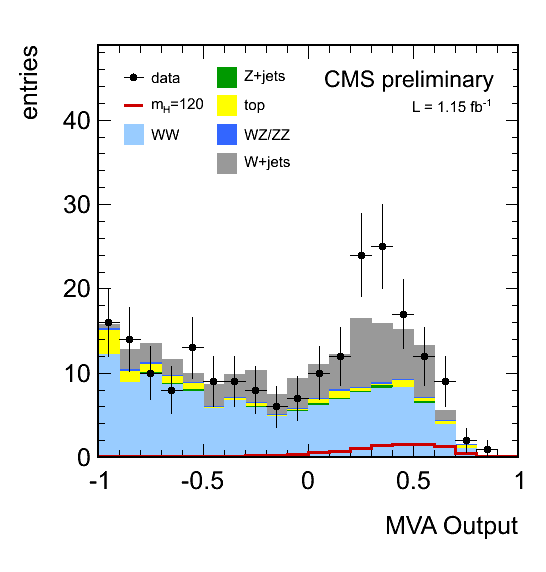 entries
CMS preliminary
L = 1.15 fb⁻¹
data
m_H=120
WW
Z+jets
top
WZ/ZZ
W+jets
40
30
20
10
0
-1 -0.5 0 0.5 1
MVA Output